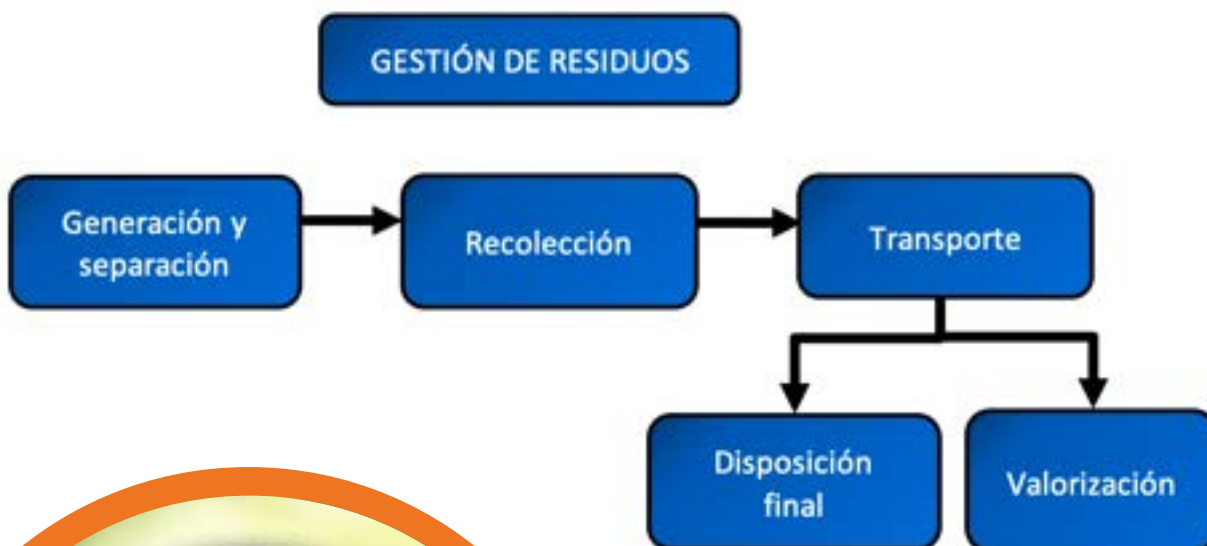 GESTIÓN DE RESIDUOS
Generación y
separación
Recolección
Transporte
Disposición
final
Valorización